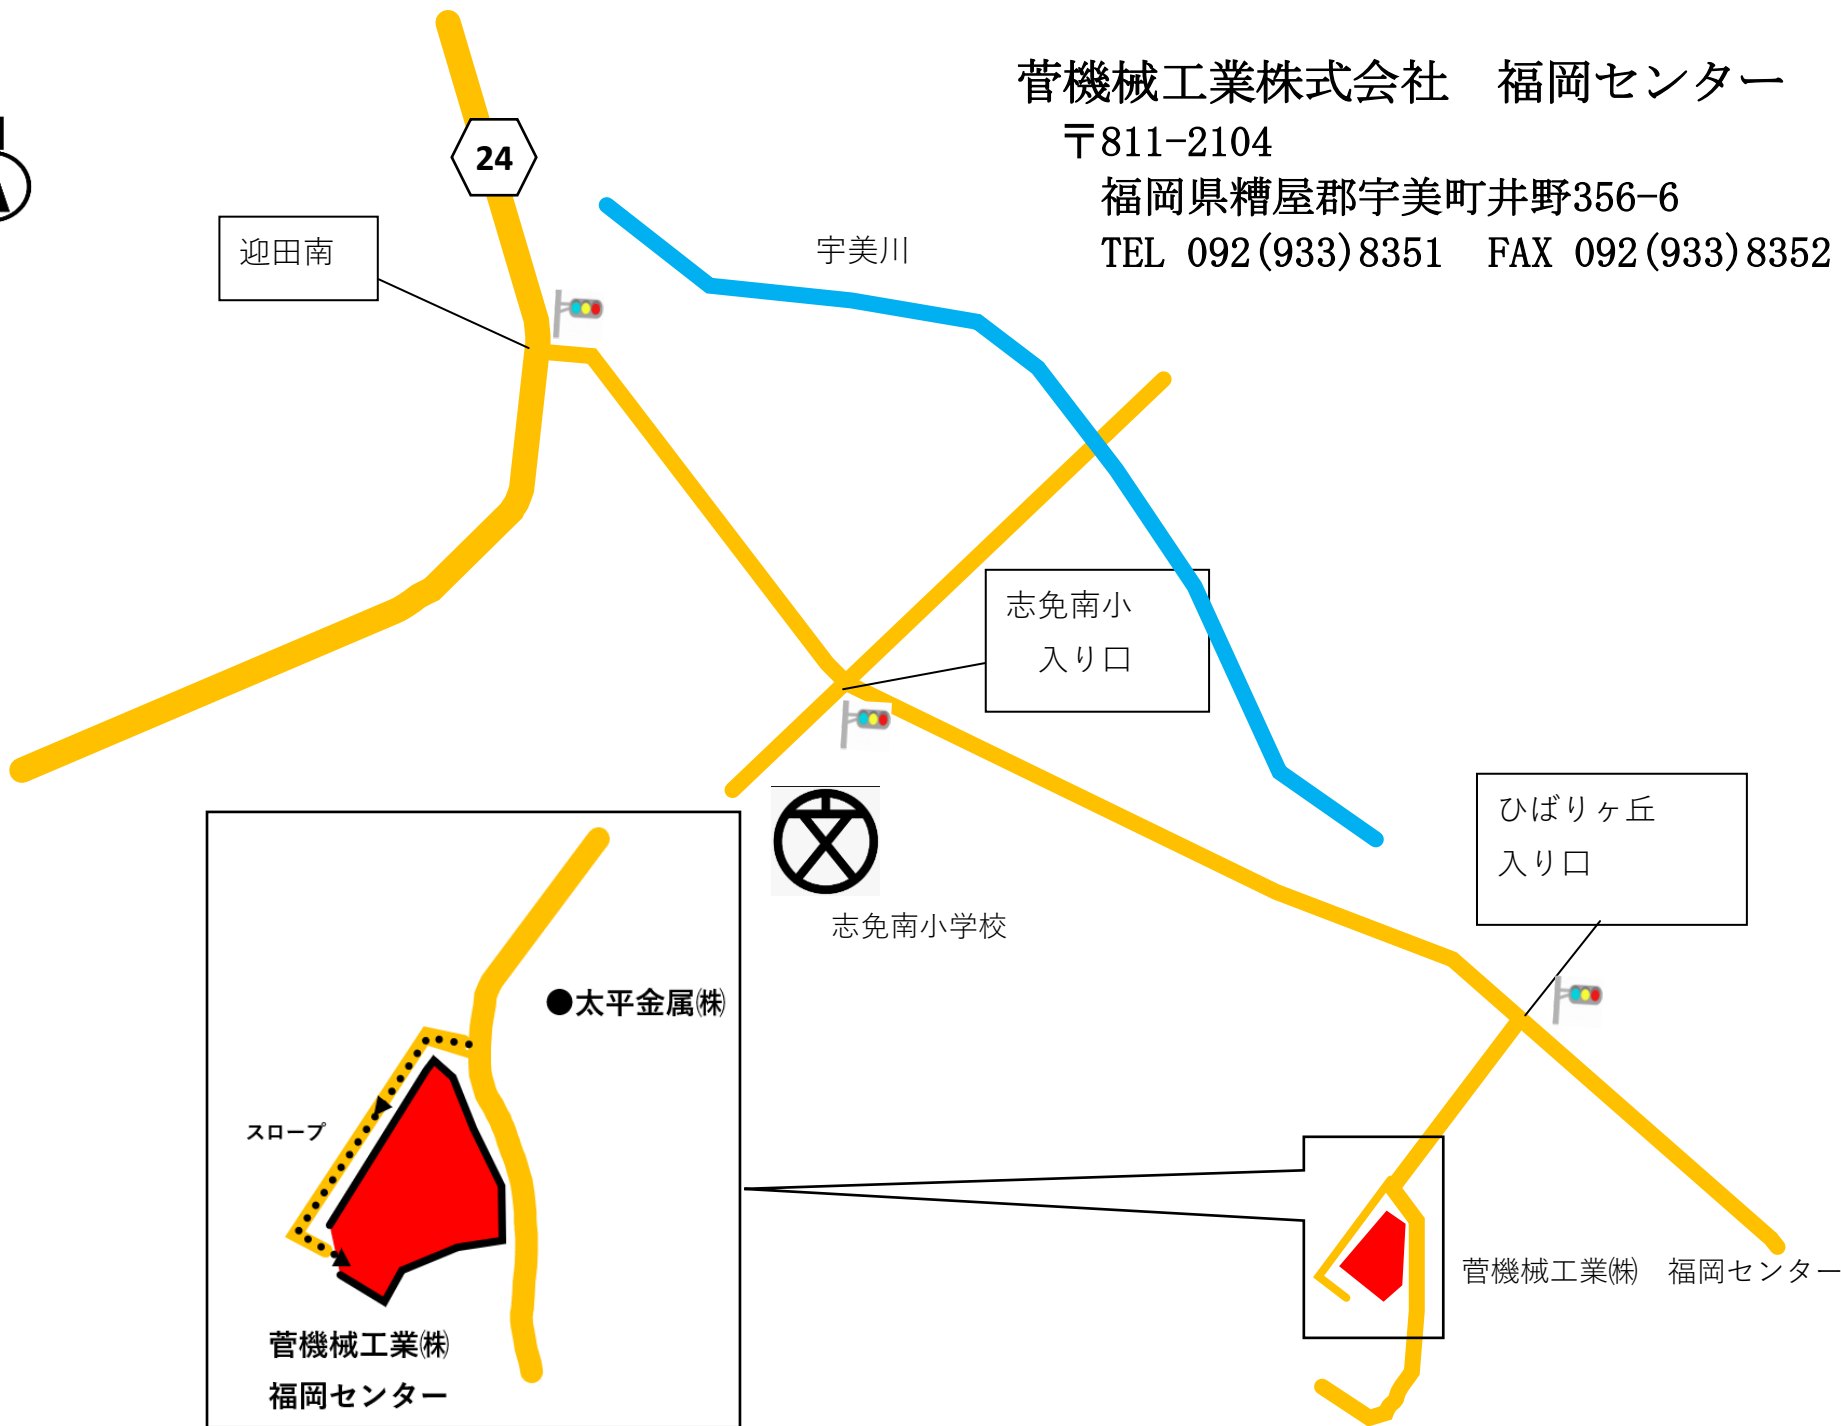 菅機械工業株式会社　福岡センター
〒811-2104
福岡県糟屋郡宇美町井野356-6
TEL 092(933)8351　FAX 092(933)8352
24
迎田南
宇美川
志免南小
入り口
志免南小学校
ひばりヶ丘
入り口
●太平金属㈱
スロープ
菅機械工業㈱
福岡センター
菅機械工業㈱　福岡センター